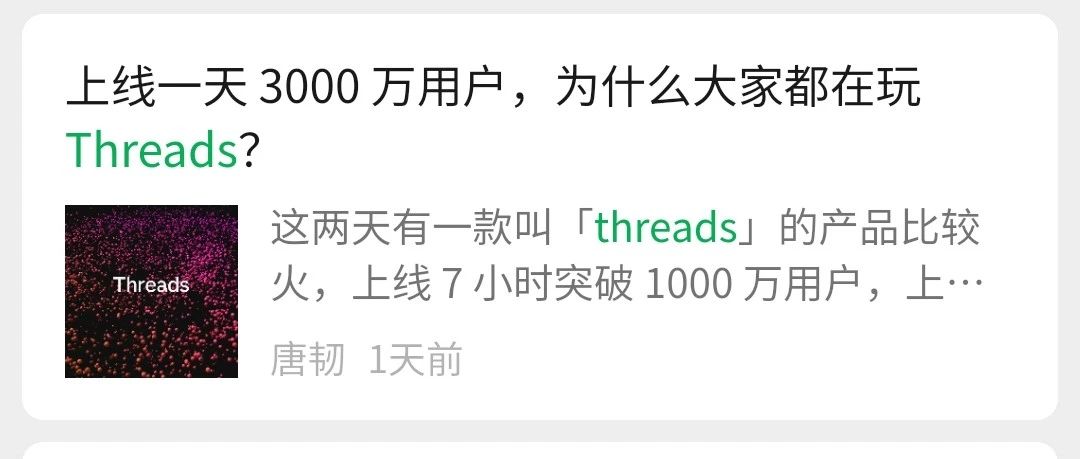 上线一天 3000 万用户，为什么大家都在玩
Threads？
Threads
这两天有一款叫「threads」的产品比较
火，上线 7 小时突破 1000 万用户，上…
唐韧 1天前